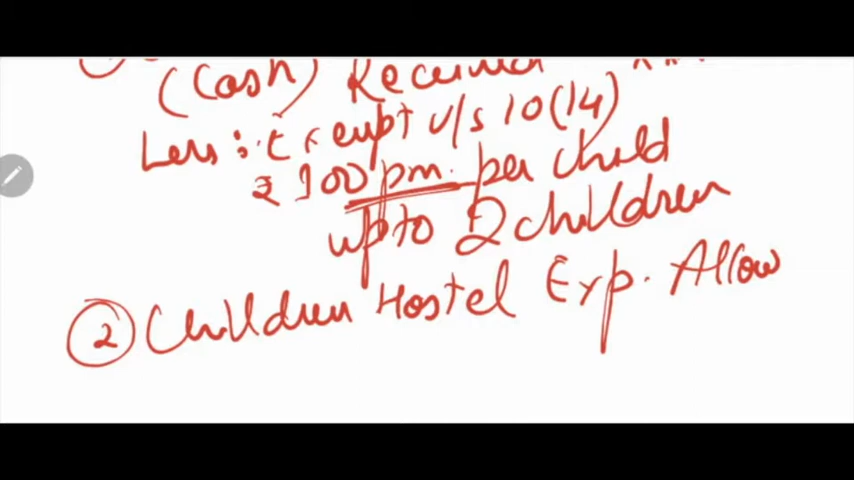 (Cash) Received
Less : Exempt u/s 10(14)
₹ 100 pm. per child
upto 2 children
2 Children Hostel Exp. Allow